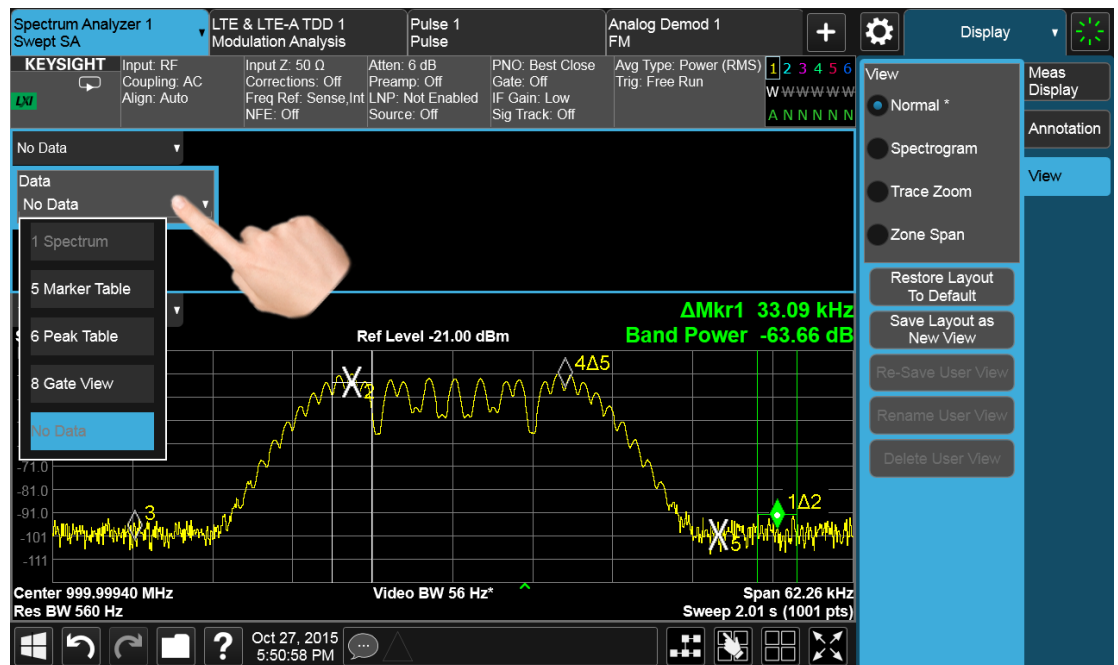 Spectrum Analyzer 1
Swept SA
LTE & LTE-A TDD 1
Modulation Analysis
Pulse 1
Pulse
Analog Demod 1
FM
+
Display
KEYSIGHT
LXI
Input: RF
Coupling: AC
Align: Auto
Input Z: 50 Ω
Corrections: Off
Freq Ref: Sense,Int
NFE: Off
Atten: 6 dB
Preamp: Off
LNP: Not Enabled
Source: Off
PNO: Best Close
Gate: Off
IF Gain: Low
Sig Track: Off
Avg Type: Power (RMS)
Trig: Free Run
1 2 3 4 5 6
W W W W W W
A N N N N N
View
Normal *
Spectrogram
Trace Zoom
Zone Span
Restore Layout
To Default
Save Layout as
New View
Re-Save User View
Rename User View
Delete User View
Meas
Display
Annotation
View
No Data
Data
No Data
1 Spectrum
5 Marker Table
6 Peak Table
8 Gate View
No Data
ΔMkr1 33.09 kHz
Ref Level -21.00 dBm
Band Power -63.66 dB
4Δ5
2
-71.0
-81.0
-91.0
-101
-111
3
1Δ2
5
Center 999.99940 MHz
Video BW 56 Hz*
Span 62.26 kHz
Res BW 560 Hz
Sweep 2.01 s (1001 pts)
?
Oct 27, 2015
5:50:58 PM